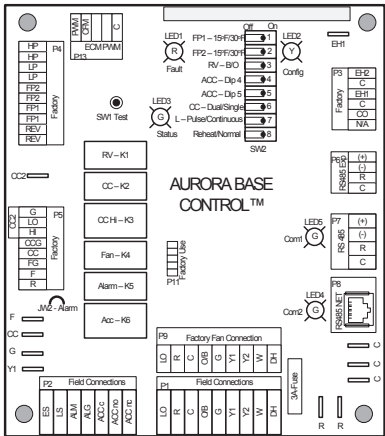 PWM
CFM
C
ECM PWM
P13
Off On
LED1
R
Fault
FP1 – 15°F/30°F
1
FP2 – 15°F/30°F
2
RV – B/O
3
ACC – Dip 4
4
ACC – Dip 5
5
CC – Dual/Single
6
L – Pulse/Continuous
7
Reheat/Normal
8
SW2
LED2
Y
Config
EH1
HP
HP
LP
LP
FP2
FP2
FP1
FP1
REV
REV
P4
Factory
P3
Factory
EH2
C
EH1
C
CO
N/A
SW1 Test
LED3
G
Status
P6
RS485 Exp
(+)
(-)
R
C
RV – K1
CC – K2
CC Hi – K3
Fan – K4
Alarm – K5
Acc – K6
AURORA BASE
CONTROL™
CC2
CC2
G
LO
HI
CCG
CC
FG
F
R
P5
Factory
JW2 - Alarm
Factory Use
P11
LED5
G
Com1
P7
RS 485
(+)
(-)
R
C
LED4
G
Com2
P8
RS485 NET
F
CC
G
Y1
P9
Factory Fan Connection
LO
R
C
O/B
G
Y1
Y2
W
DH
P2
Field Connections
ES
LS
ALM
ALG
ACC c
ACC no
ACC nc
P1
Field Connections
LO
R
C
O/B
G
Y1
Y2
W
DH
3A-Fuse
C
C
C
R
R